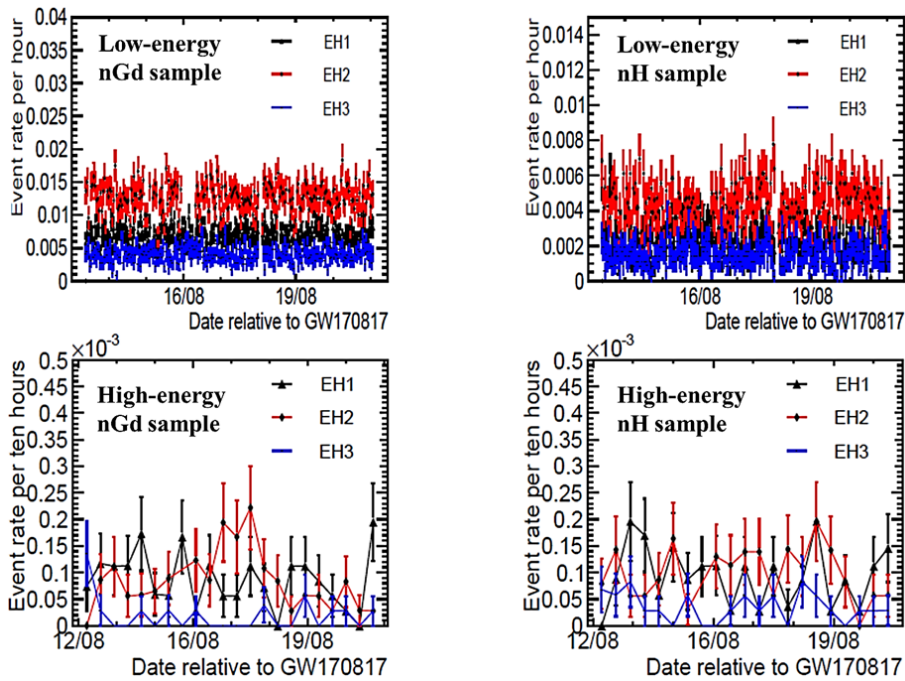 0.04
0.035
0.03
0.025
0.02
0.015
0.01
0.005
0
Event rate per hour
Low-energy
nGd sample
EH1
EH2
EH3
16/08 19/08
Date relative to GW170817
0.014
0.012
0.01
0.008
0.006
0.004
0.002
0
Event rate per hour
Low-energy
nH sample
EH1
EH2
EH3
16/08 19/08
Date relative to GW170817
×10⁻³
0.5
0.45
0.4
0.35
0.3
0.25
0.2
0.15
0.1
0.05
0
Event rate per ten hours
High-energy
nGd sample
EH1
EH2
EH3
12/08 16/08 19/08
Date relative to GW170817
×10⁻³
0.5
0.45
0.4
0.35
0.3
0.25
0.2
0.15
0.1
0.05
0
Event rate per ten hours
High-energy
nH sample
EH1
EH2
EH3
12/08 16/08 19/08
Date relative to GW170817